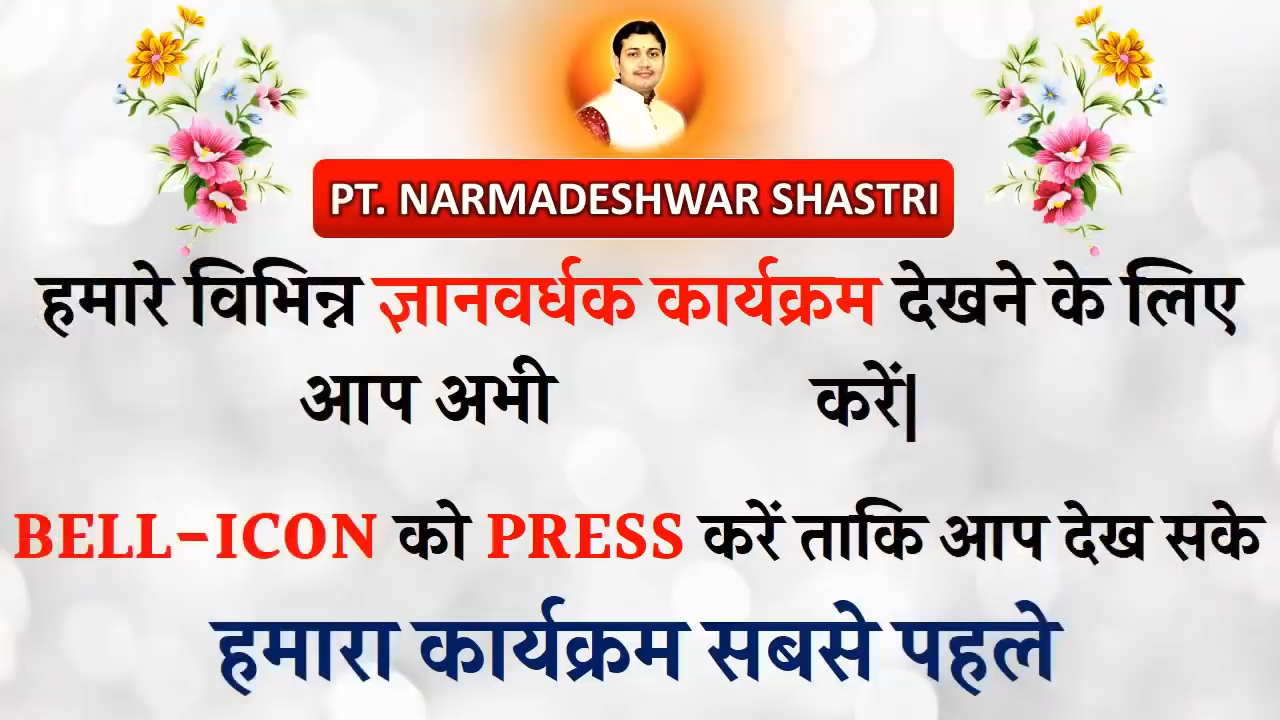 PT. NARMADESHWAR SHASTRI
हमारे विभिन्न ज्ञानवर्धक कार्यक्रम देखने के लिए
आप अभी करें|
BELL-ICON को PRESS करें ताकि आप देख सके
हमारा कार्यक्रम सबसे पहले